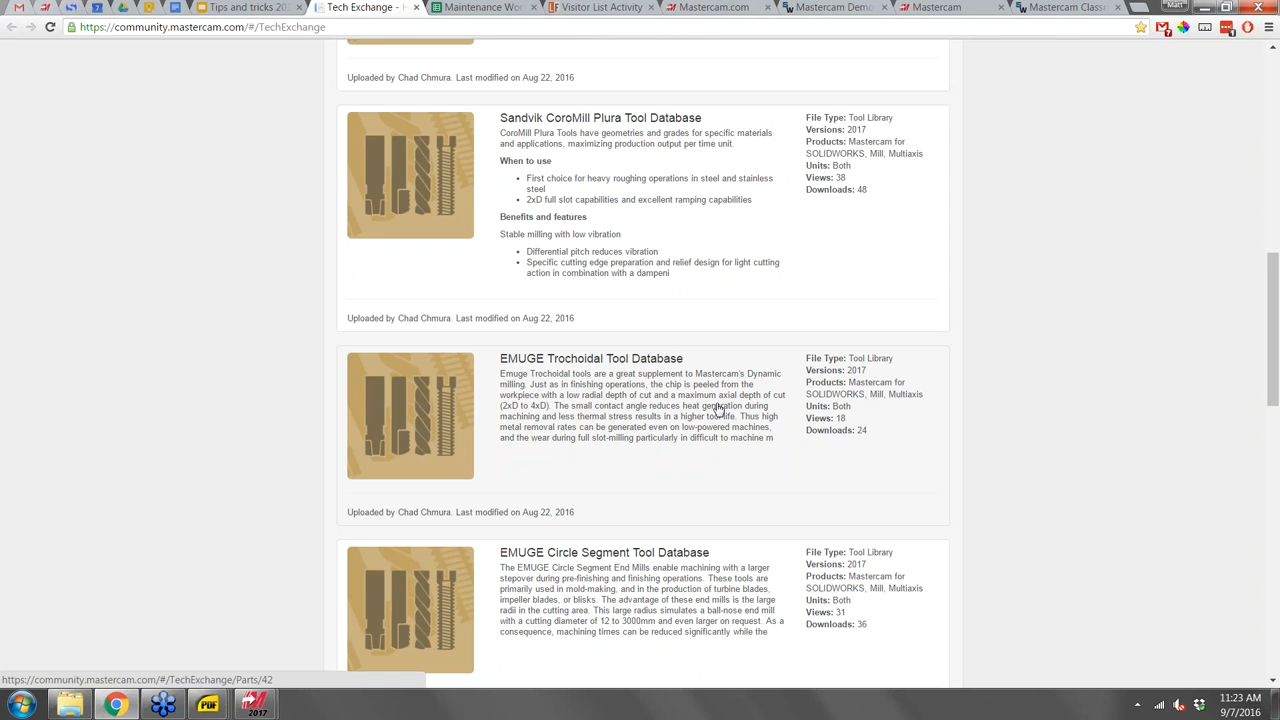 Tips and tricks 202
Tech Exchange -
Maintenance Wo
Visitor List Activity
Mastercam.com
Mastercam Demo
Mastercam
Mastercam Class
Matt
https://community.mastercam.com/#/TechExchange
Uploaded by Chad Chmura. Last modified on Aug 22, 2016
Sandvik CoroMill Plura Tool Database
CoroMill Plura Tools have geometries and grades for specific materials
and applications, maximizing production output per time unit.
When to use
First choice for heavy roughing operations in steel and stainless
steel
2xD full slot capabilities and excellent ramping capabilities
Benefits and features
Stable milling with low vibration
Differential pitch reduces vibration
Specific cutting edge preparation and relief design for light cutting
action in combination with a dampeni
File Type: Tool Library
Versions: 2017
Products: Mastercam for
SOLIDWORKS, Mill, Multiaxis
Units: Both
Views: 38
Downloads: 48
Uploaded by Chad Chmura. Last modified on Aug 22, 2016
EMUGE Trochoidal Tool Database
Emuge Trochoidal tools are a great supplement to Mastercam's Dynamic
milling. Just as in finishing operations, the chip is peeled from the
workpiece with a low radial depth of cut and a maximum axial depth of cut
(2xD to 4xD). The small contact angle reduces heat generation during
machining and less thermal stress results in a higher tool life. Thus high
metal removal rates can be generated even on low-powered machines,
and the wear during full slot-milling particularly in difficult to machine m
File Type: Tool Library
Versions: 2017
Products: Mastercam for
SOLIDWORKS, Mill, Multiaxis
Units: Both
Views: 18
Downloads: 24
Uploaded by Chad Chmura. Last modified on Aug 22, 2016
EMUGE Circle Segment Tool Database
The EMUGE Circle Segment End Mills enable machining with a larger
stepover during pre-finishing and finishing operations. These tools are
primarily used in mold-making, and in the production of turbine blades,
impeller blades, or blisks. The advantage of these end mills is the large
radii in the cutting area. This large radius simulates a ball-nose end mill
with a cutting diameter of 12 to 3000mm and even larger on request. As a
consequence, machining times can be reduced significantly while the
File Type: Tool Library
Versions: 2017
Products: Mastercam for
SOLIDWORKS, Mill, Multiaxis
Units: Both
Views: 31
Downloads: 36
https://community.mastercam.com/#/TechExchange/Parts/42
PDF
2017
11:23 AM
9/7/2016